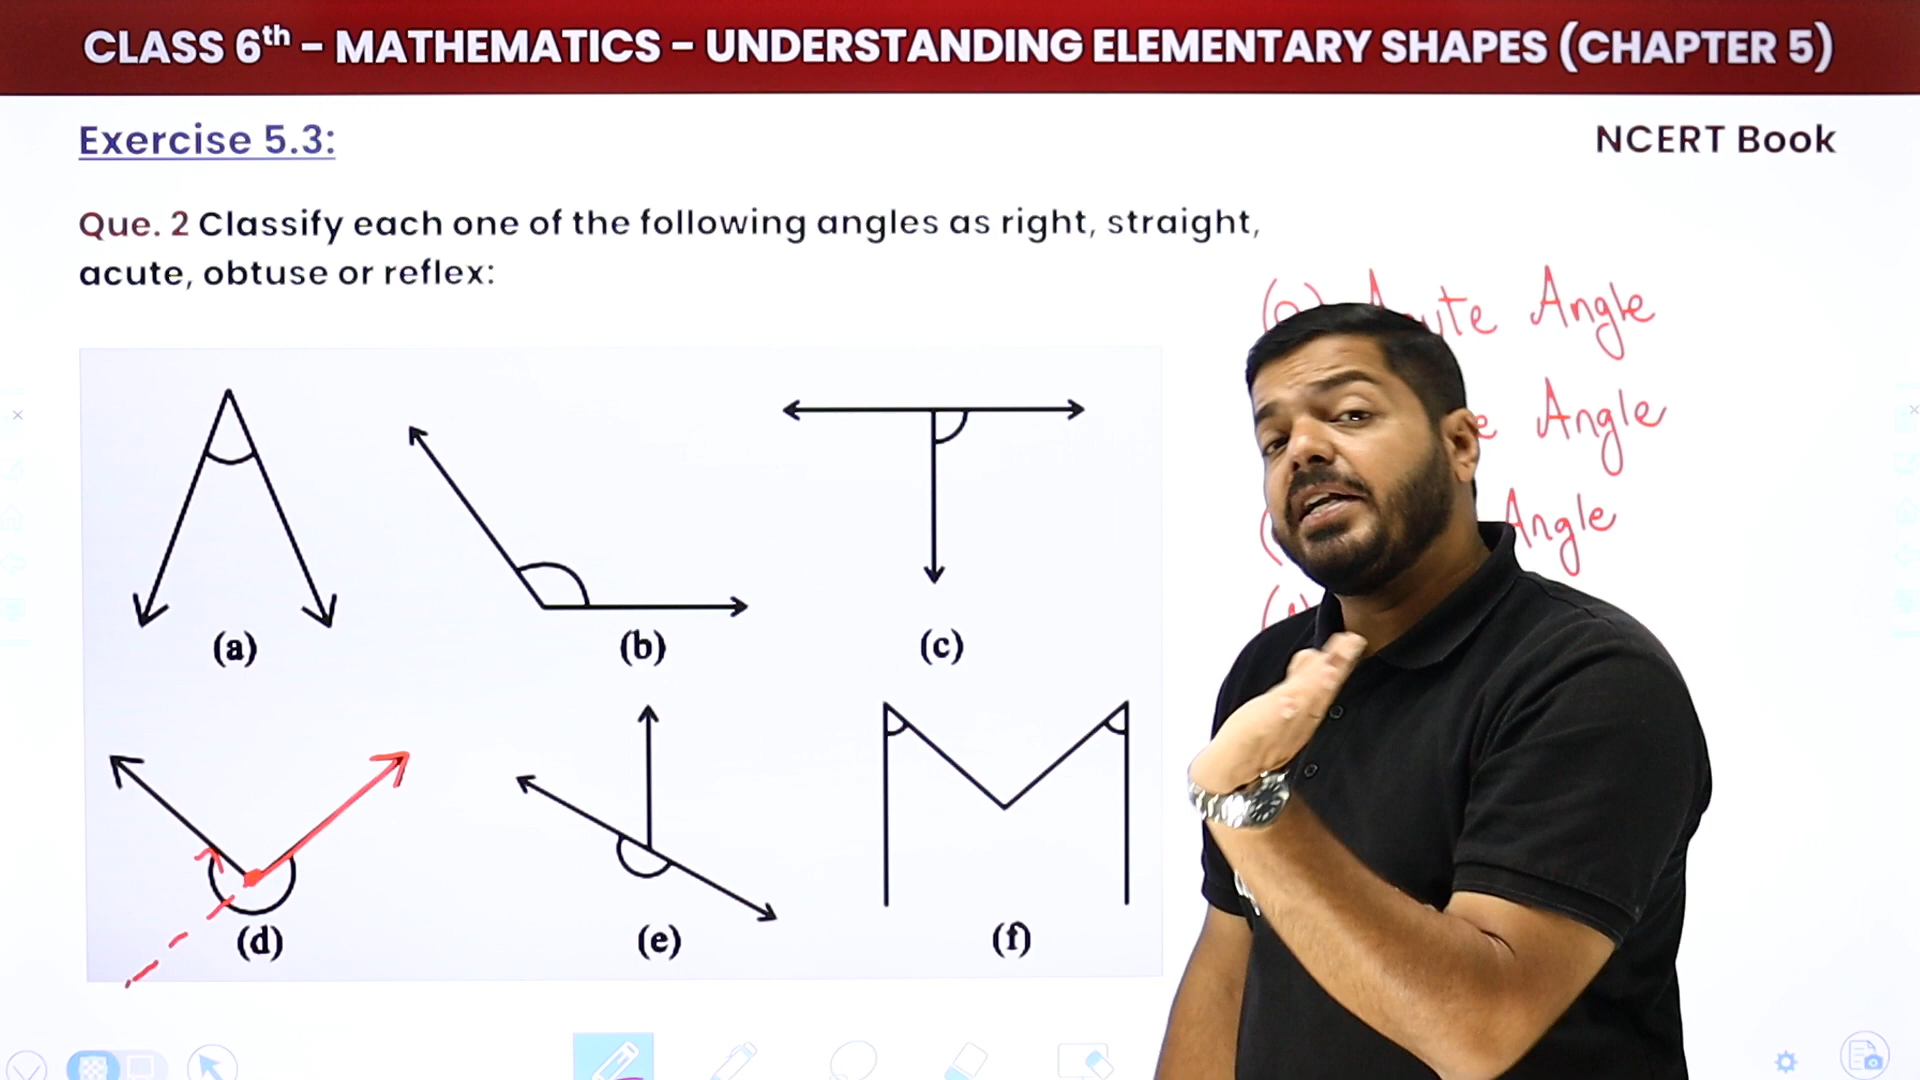 CLASS 6th – MATHEMATICS – UNDERSTANDING ELEMENTARY SHAPES (CHAPTER 5)
Exercise 5.3:
NCERT Book
Que. 2 Classify each one of the following angles as right, straight,
acute, obtuse or reflex:
Angle
Angle
Angle
(a)
(b)
(c)
(d)
(e)
(f)